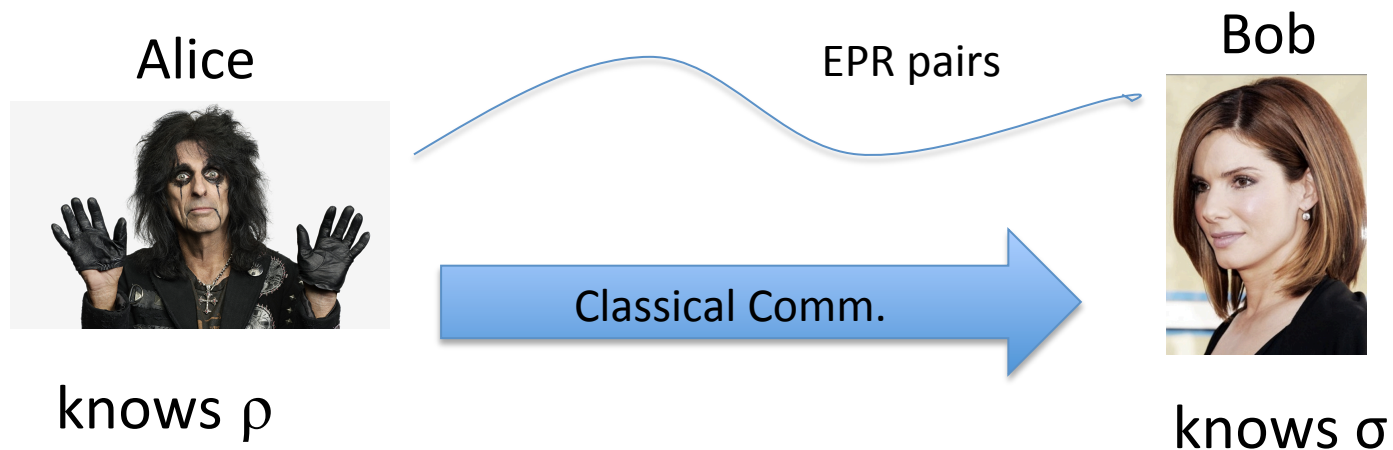 Alice
EPR pairs
Bob
Classical Comm.
knows ρ
knows σ